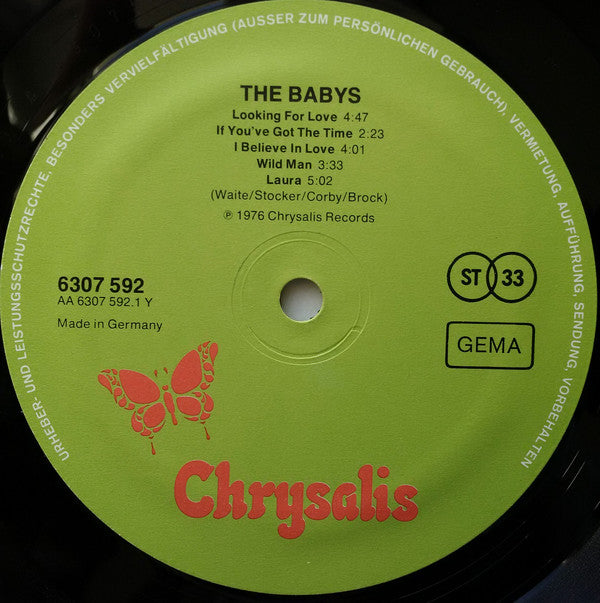 URHEBER- UND LEISTUNGSSCHUTZRECHTE, BESONDERS VERVIELFÄLTIGUNG (AUSSER ZUM PERSÖNLICHEN GEBRAUCH), VERMIETUNG, AUFFÜHRUNG, SENDUNG, VORBEHALTEN
THE BABYS
Looking For Love 4:47
If You've Got The Time 2:23
I Believe In Love 4:01
Wild Man 3:33
Laura 5:02
(Waite/Stocker/Corby/Brock)
℗ 1976 Chrysalis Records
6307 592
AA 6307 592.1 Y
Made in Germany
ST 33
GEMA
Chrysalis